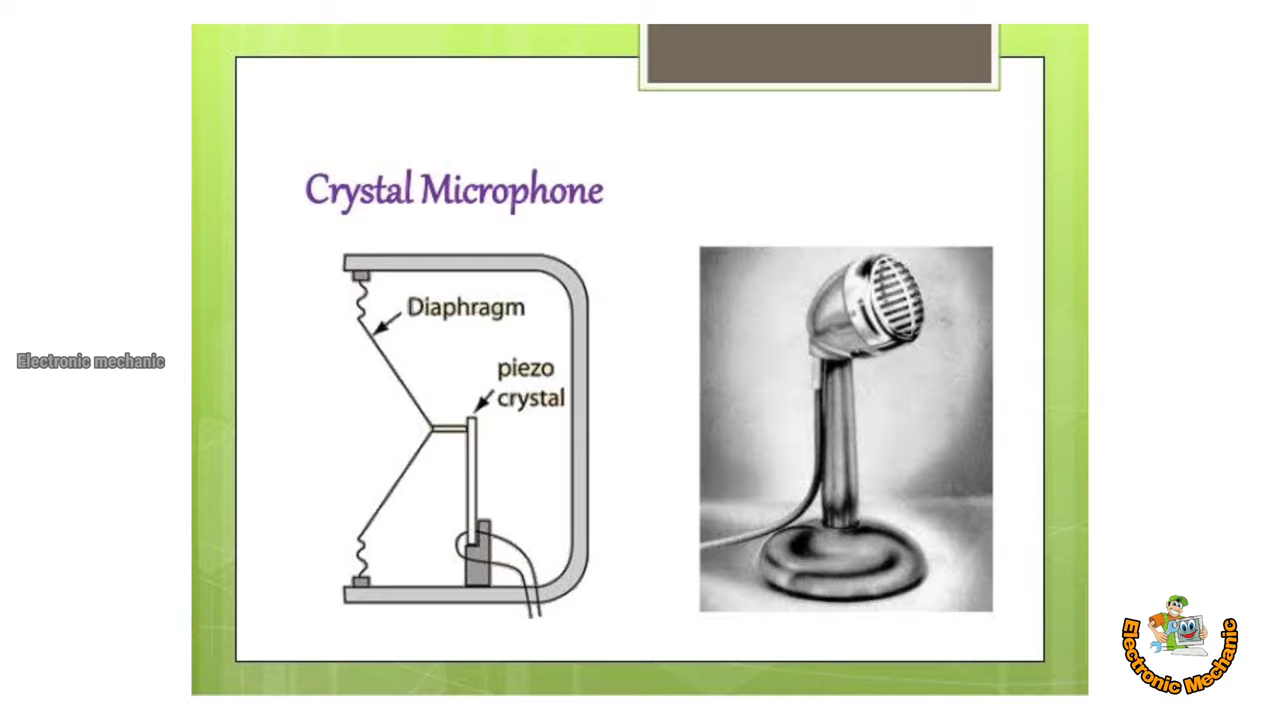 Crystal Microphone
Diaphragm
piezo
crystal
Electronic mechanic
Electronic Mechanic